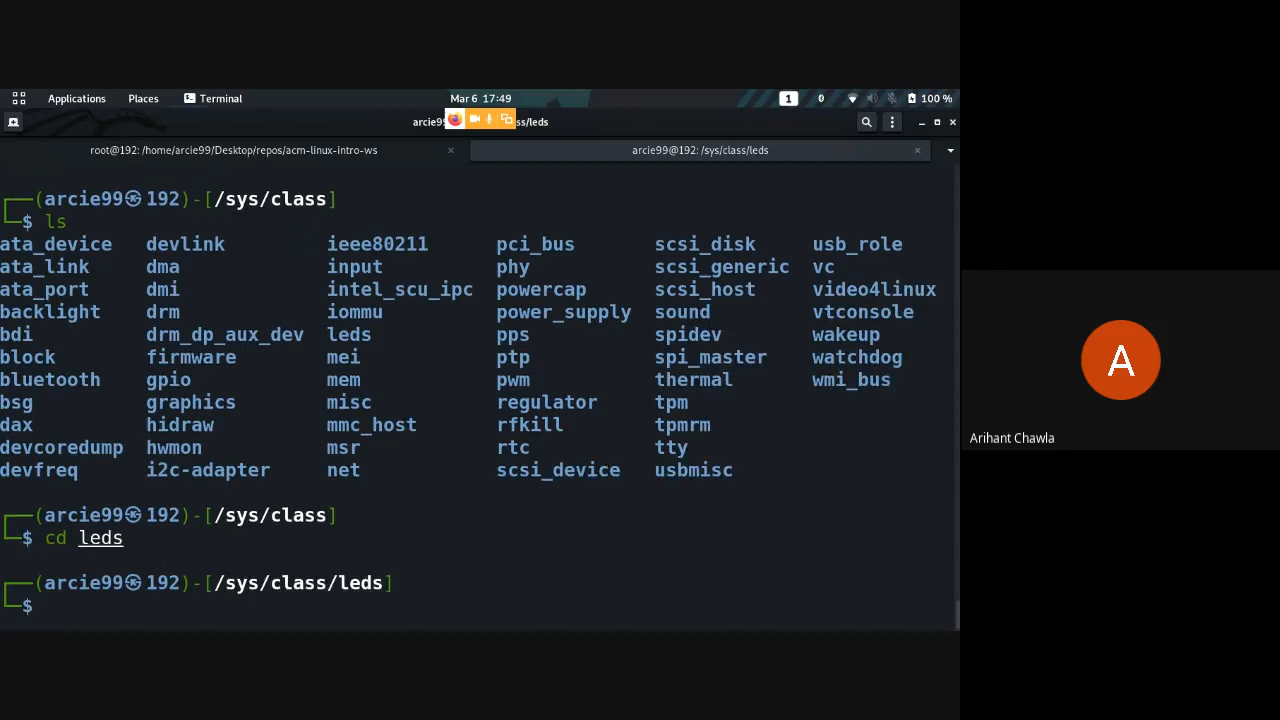 Applications Places Terminal Mar 6 17:49 1 100 %
arcie9 ss/leds
root@192: /home/arcie99/Desktop/repos/acm-linux-intro-ws arcie99@192: /sys/class/leds
┌──(arcie99㉿192)-[/sys/class]
└─$ ls
ata_device devlink ieee80211 pci_bus scsi_disk usb_role
ata_link dma input phy scsi_generic vc
ata_port dmi intel_scu_ipc powercap scsi_host video4linux
backlight drm iommu power_supply sound vtconsole
bdi drm_dp_aux_dev leds pps spidev wakeup
block firmware mei ptp spi_master watchdog
bluetooth gpio mem pwm thermal wmi_bus
bsg graphics misc regulator tpm
dax hidraw mmc_host rfkill tpmrm
devcoredump hwmon msr rtc tty
devfreq i2c-adapter net scsi_device usbmisc
┌──(arcie99㉿192)-[/sys/class]
└─$ cd leds
┌──(arcie99㉿192)-[/sys/class/leds]
└─$
A
Arihant Chawla